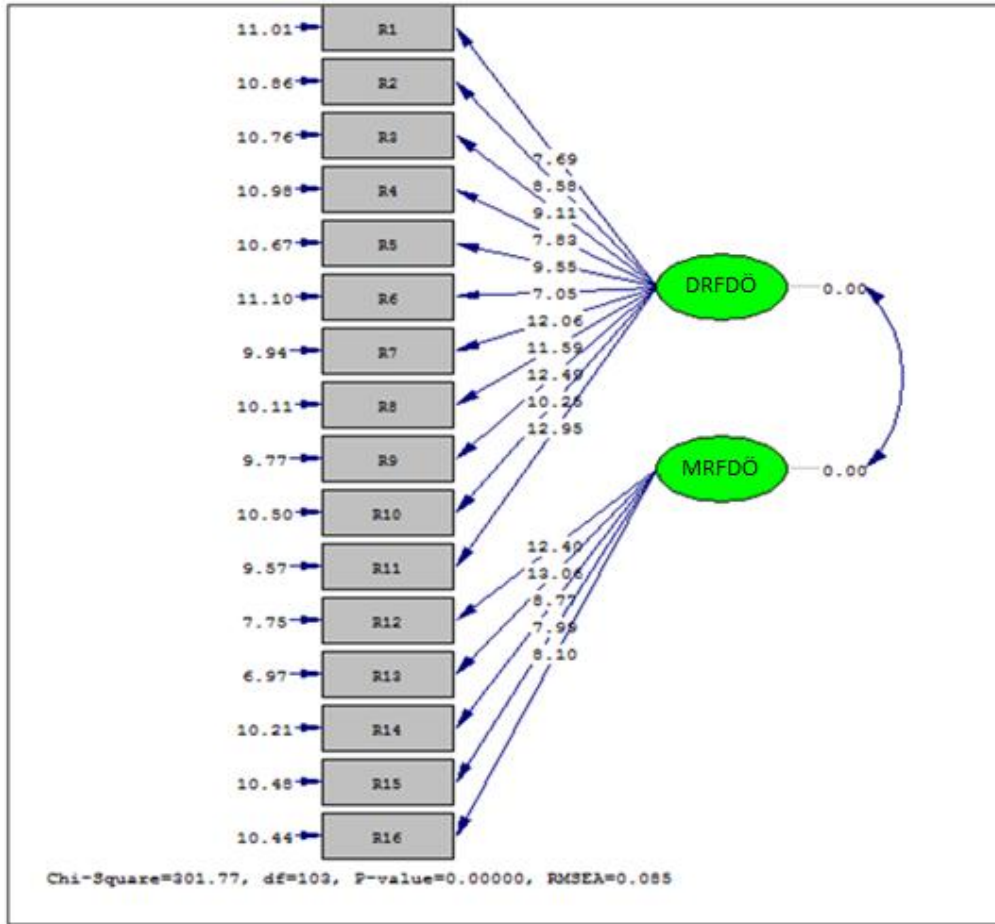 11.01 R1
10.86 R2
10.76 R3
10.98 R4
10.67 R5
11.10 R6
9.94 R7
10.11 R8
9.77 R9
10.50 R10
9.57 R11
7.75 R12
6.97 R13
10.21 R14
10.48 R15
10.44 R16
7.69
8.58
9.11
7.83
9.55
7.05
12.06
11.59
12.49
10.25
12.95
DRFDÖ 0.00
MRFDÖ 0.00
12.40
13.06
8.77
7.99
8.10
Chi-Square=301.77, df=103, P-value=0.00000, RMSEA=0.085